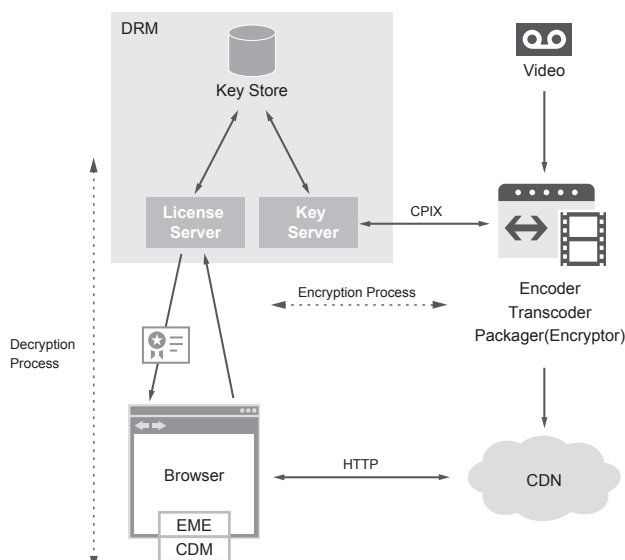 DRM
Key Store
Video
License
Server
Key
Server
CPIX
Encryption Process
Encoder
Transcoder
Packager(Encryptor)
Decryption
Process
Browser
HTTP
CDN
EME
CDM